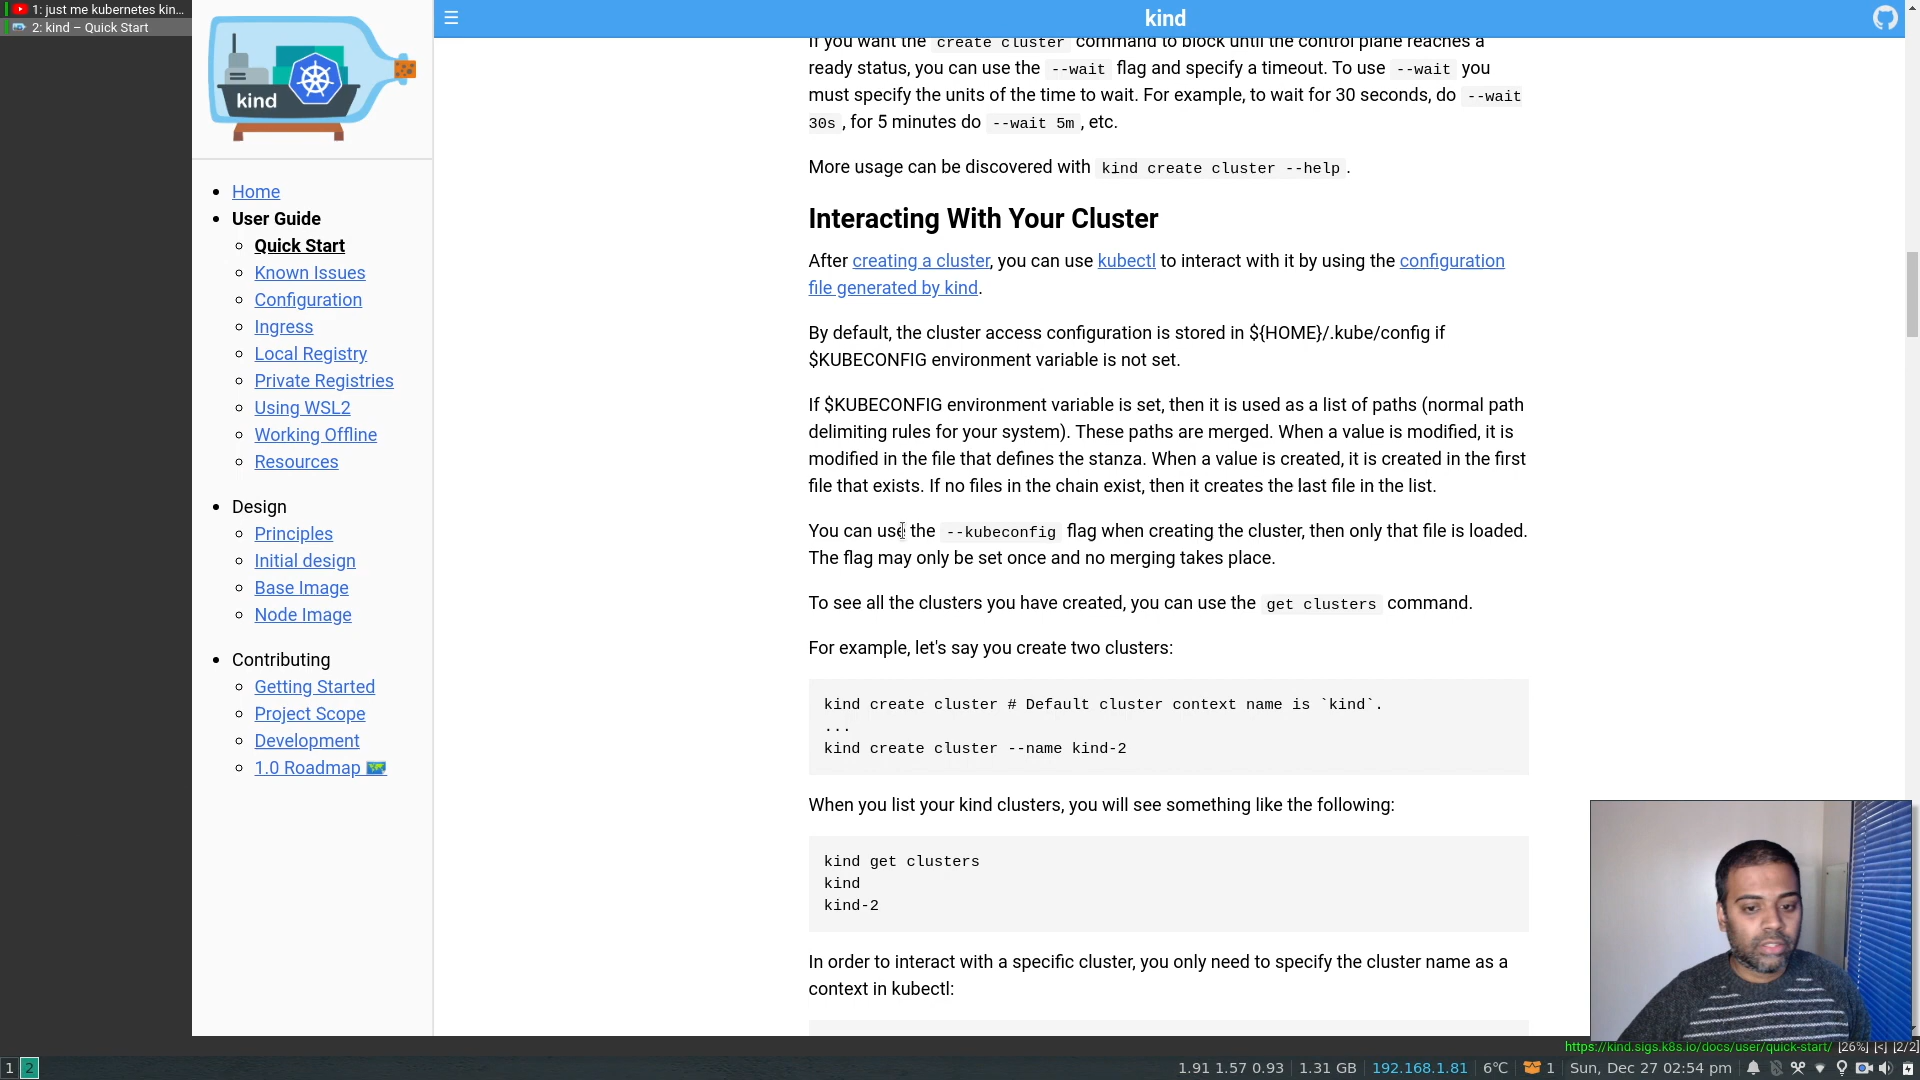 1: just me kubernetes kin...
2: kind – Quick Start
kind
Home
User Guide
Quick Start
Known Issues
Configuration
Ingress
Local Registry
Private Registries
Using WSL2
Working Offline
Resources
Design
Principles
Initial design
Base Image
Node Image
Contributing
Getting Started
Project Scope
Development
1.0 Roadmap
☰
kind
If you want the create cluster command to block until the control plane reaches a
ready status, you can use the --wait flag and specify a timeout. To use --wait you
must specify the units of the time to wait. For example, to wait for 30 seconds, do --wait
30s , for 5 minutes do --wait 5m , etc.
More usage can be discovered with kind create cluster --help .
Interacting With Your Cluster
After creating a cluster, you can use kubectl to interact with it by using the configuration
file generated by kind.
By default, the cluster access configuration is stored in ${HOME}/.kube/config if
$KUBECONFIG environment variable is not set.
If $KUBECONFIG environment variable is set, then it is used as a list of paths (normal path
delimiting rules for your system). These paths are merged. When a value is modified, it is
modified in the file that defines the stanza. When a value is created, it is created in the first
file that exists. If no files in the chain exist, then it creates the last file in the list.
You can use the --kubeconfig flag when creating the cluster, then only that file is loaded.
The flag may only be set once and no merging takes place.
To see all the clusters you have created, you can use the get clusters command.
For example, let's say you create two clusters:
kind create cluster # Default cluster context name is `kind`.
...
kind create cluster --name kind-2
When you list your kind clusters, you will see something like the following:
kind get clusters
kind
kind-2
In order to interact with a specific cluster, you only need to specify the cluster name as a
context in kubectl:
https://kind.sigs.k8s.io/docs/user/quick-start/ [26%] [<] [2/2]
1 2
1.91 1.57 0.93 1.31 GB 192.168.1.81 6°C 1 Sun, Dec 27 02:54 pm